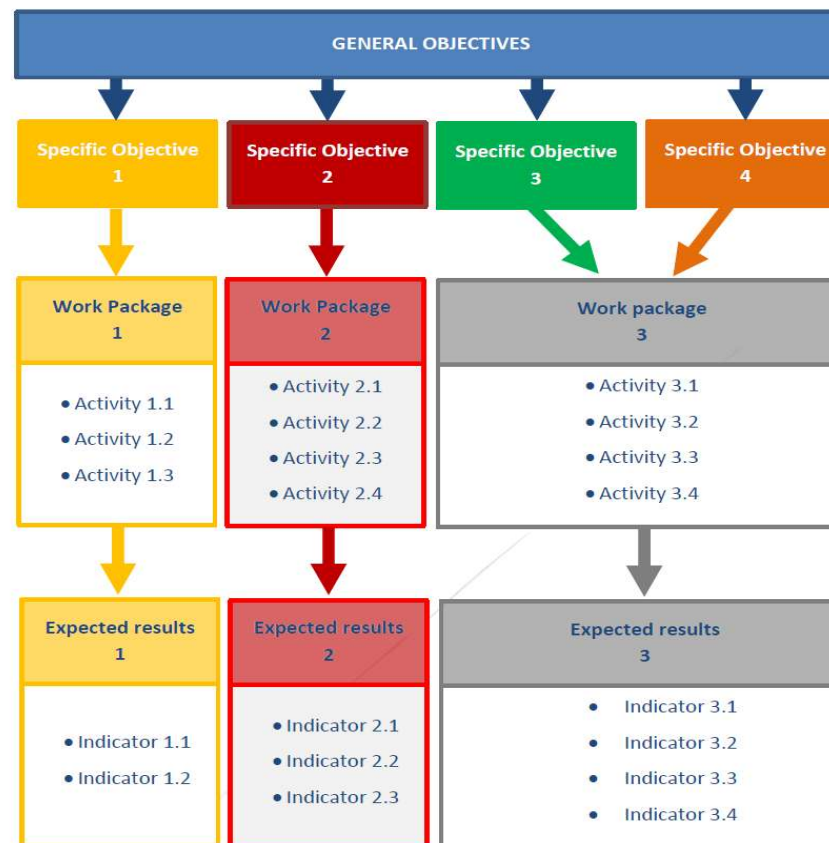 GENERAL OBJECTIVES
Specific Objective
1
Specific Objective
2
Specific Objective
3
Specific Objective
4
Work Package
1
• Activity 1.1
• Activity 1.2
• Activity 1.3
Work Package
2
• Activity 2.1
• Activity 2.2
• Activity 2.3
• Activity 2.4
Work package
3
• Activity 3.1
• Activity 3.2
• Activity 3.3
• Activity 3.4
Expected results
1
• Indicator 1.1
• Indicator 1.2
Expected results
2
• Indicator 2.1
• Indicator 2.2
• Indicator 2.3
Expected results
3
• Indicator 3.1
• Indicator 3.2
• Indicator 3.3
• Indicator 3.4